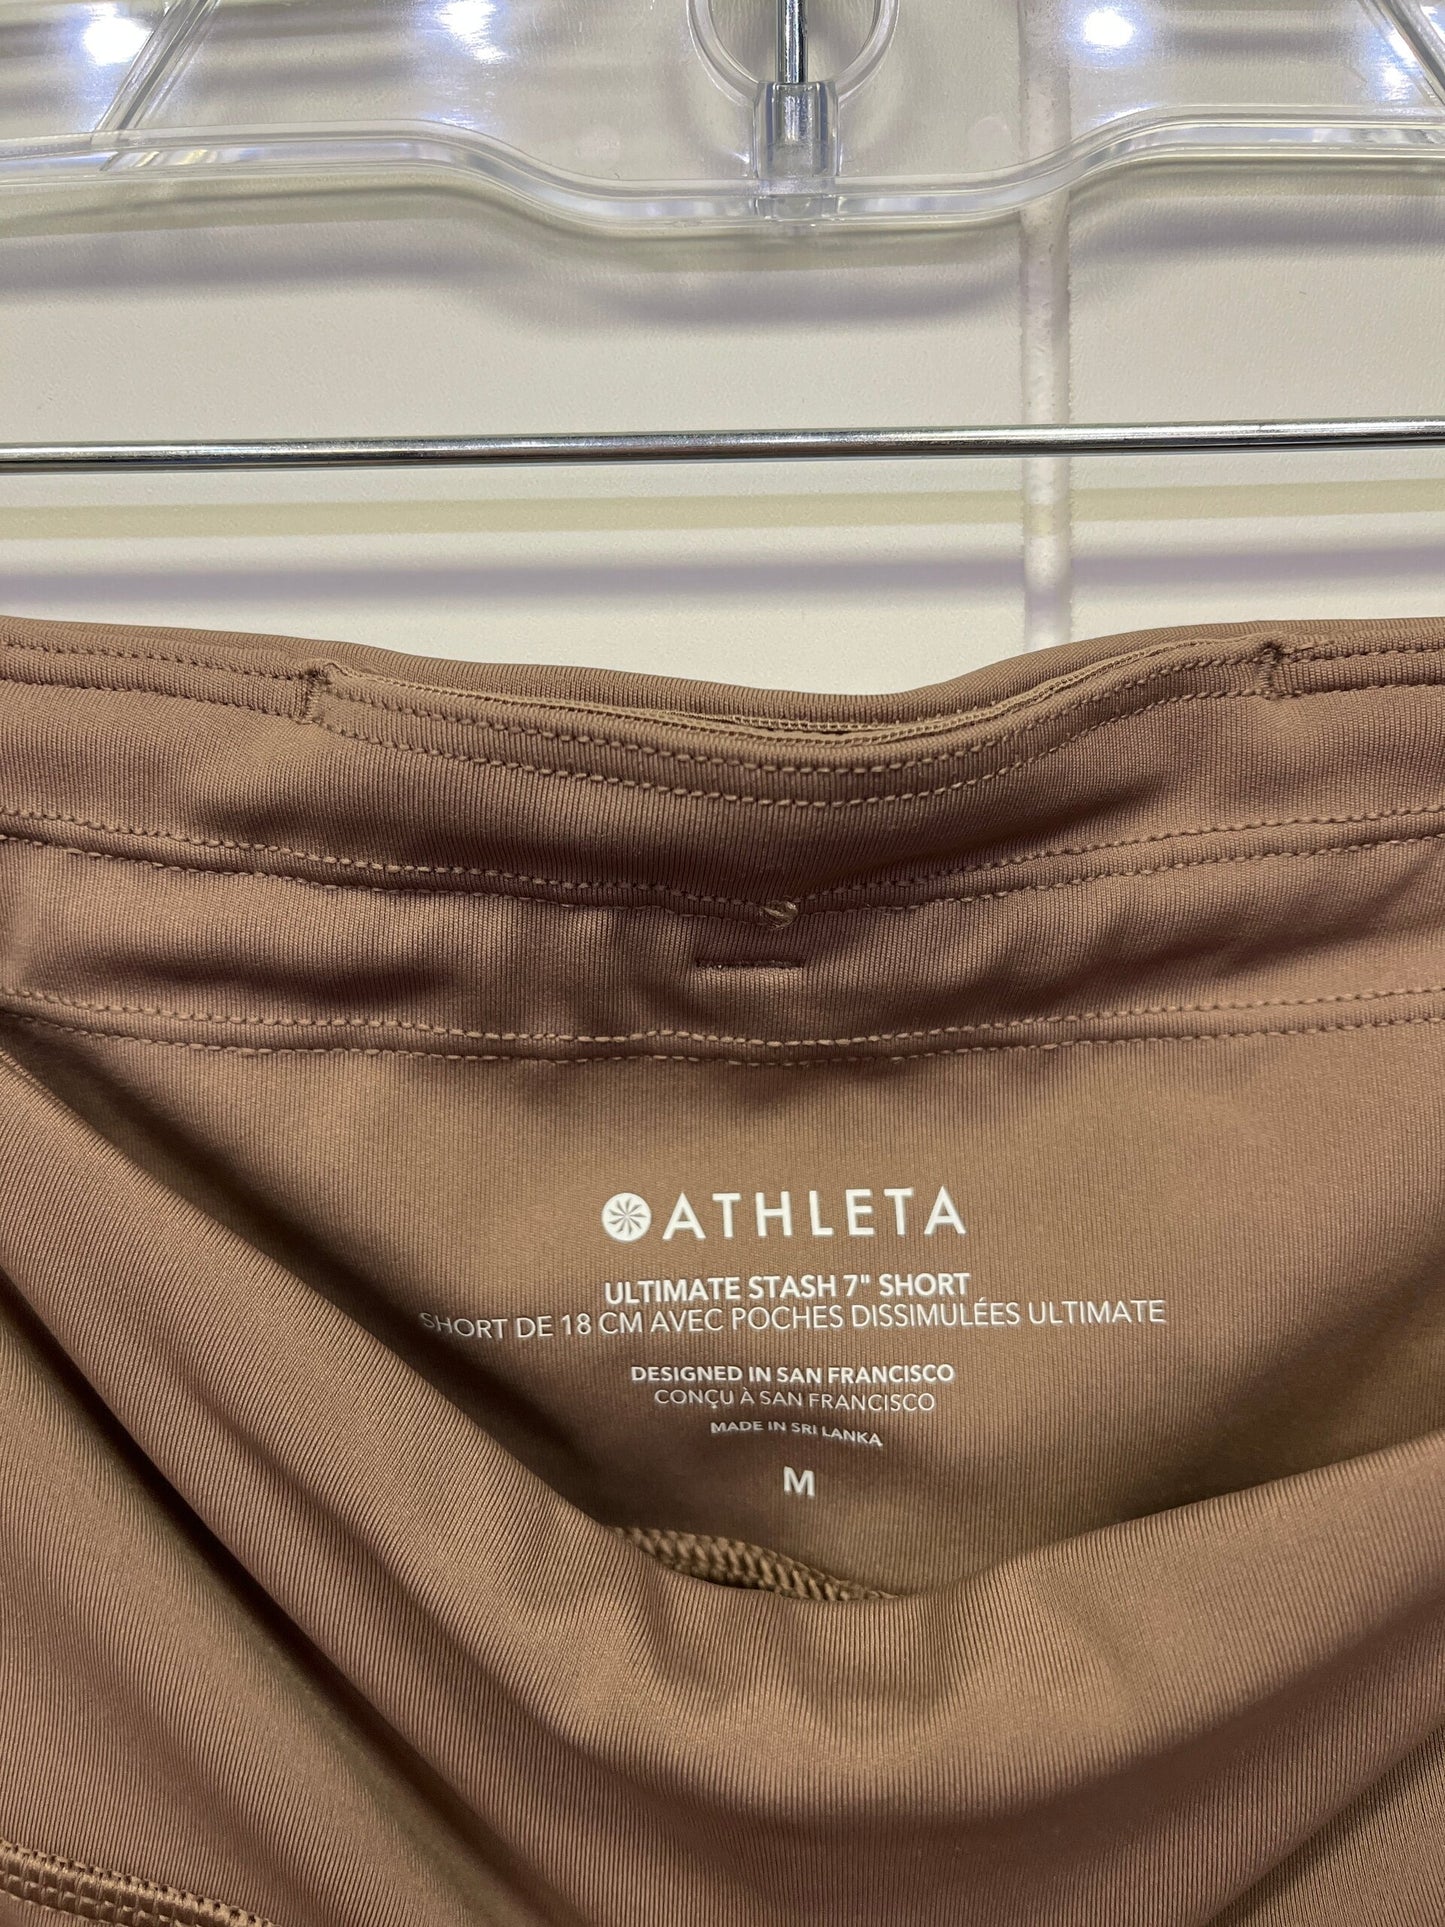 ATHLETA
ULTIMATE STASH 7" SHORT
SHORT DE 18 CM AVEC POCHES DISSIMULÉES ULTIMATE
DESIGNED IN SAN FRANCISCO
CONÇU À SAN FRANCISCO
MADE IN SRI LANKA
M